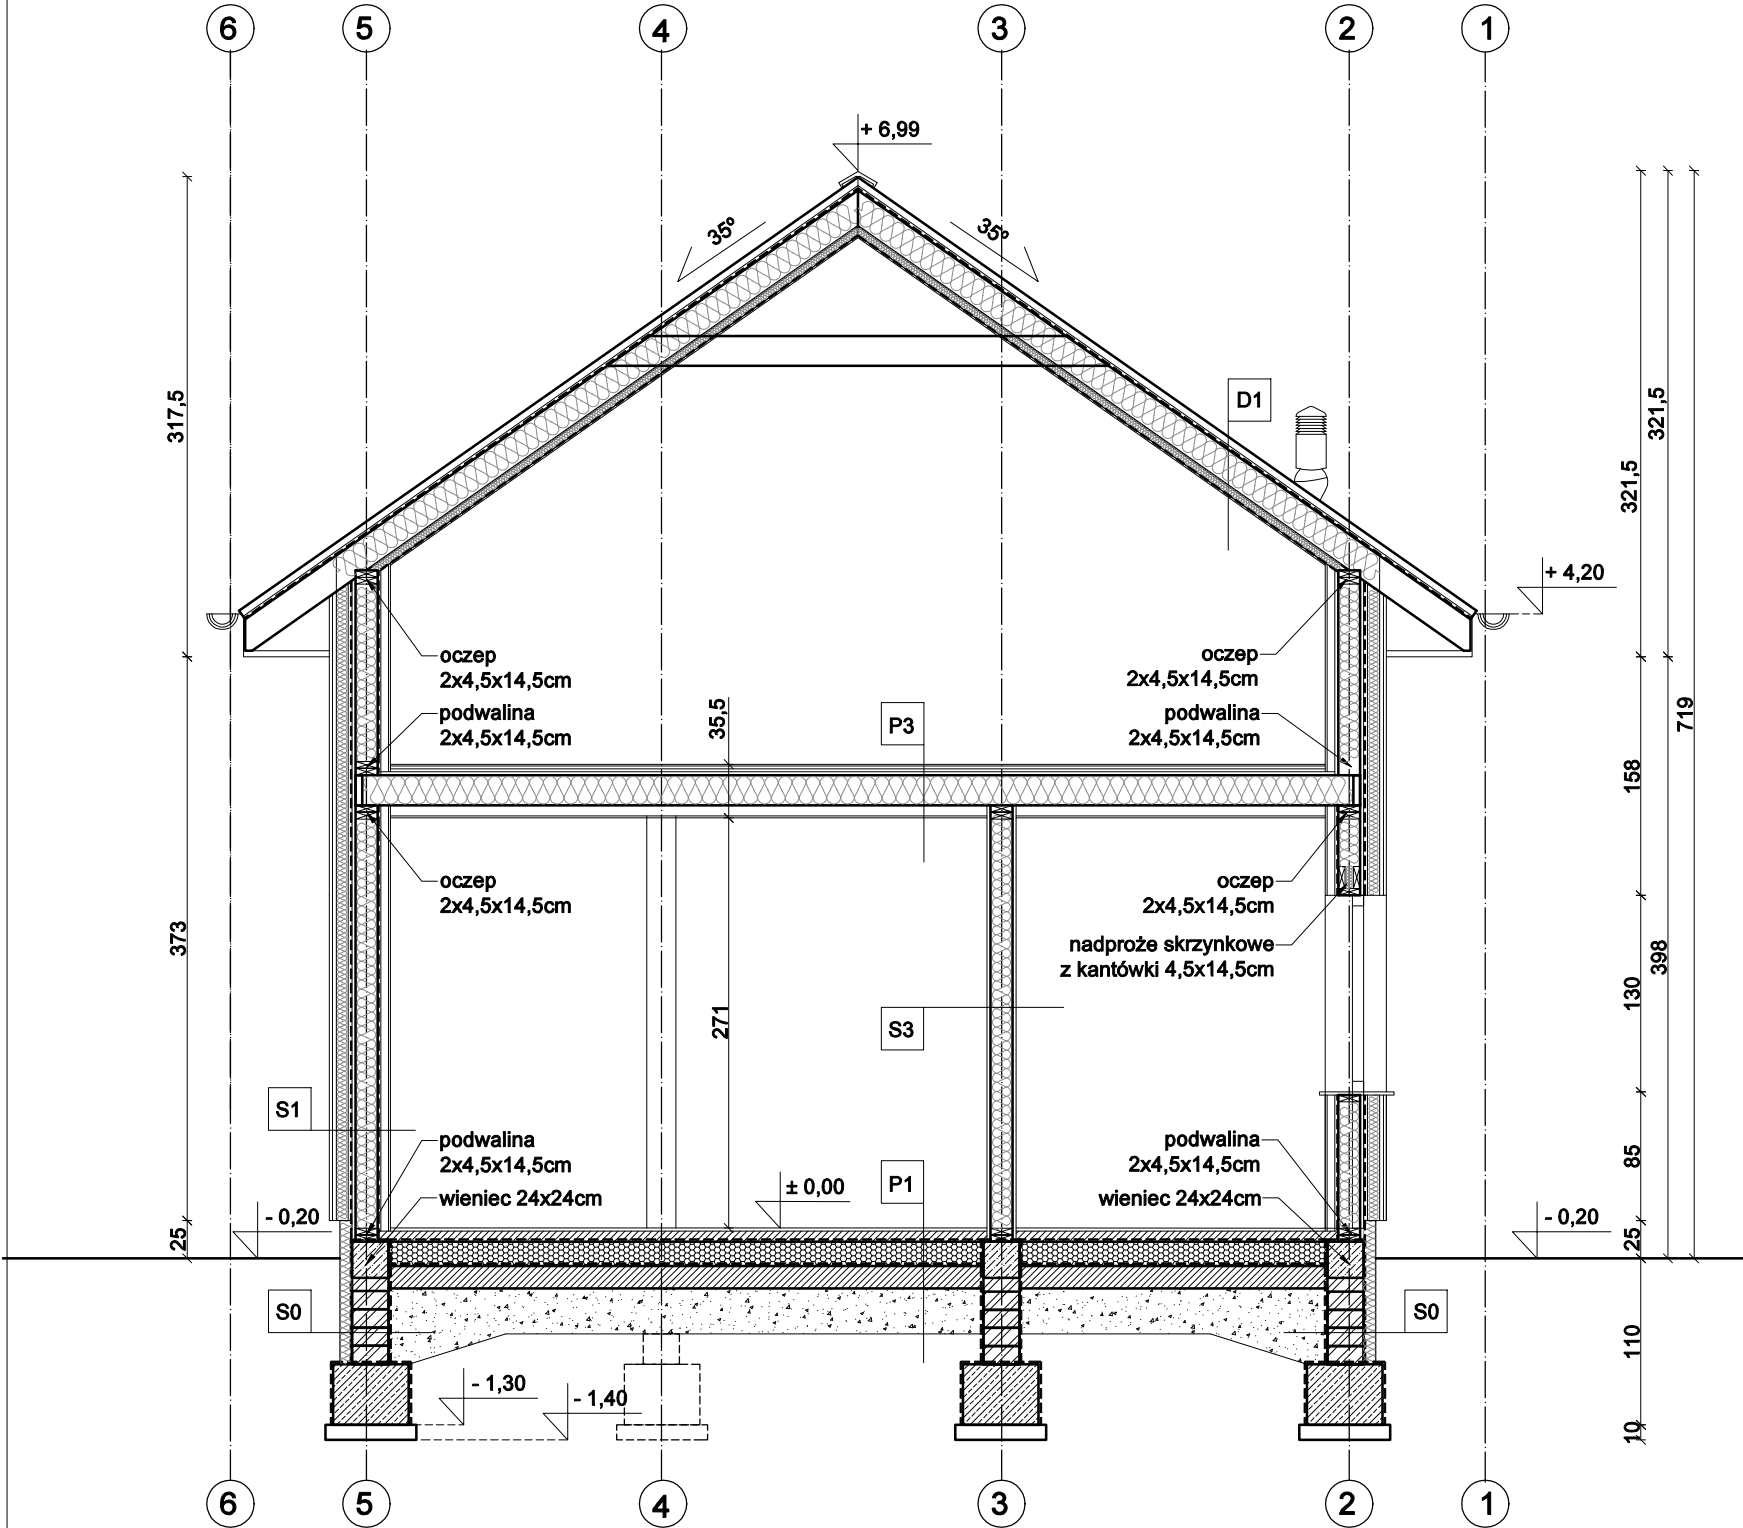 6 5 4 3 2 1
+ 6,99
35º 35º
D1
317,5
321,5
321,5
+ 4,20
oczep
2x4,5x14,5cm
podwalina
2x4,5x14,5cm
oczep
2x4,5x14,5cm
podwalina
2x4,5x14,5cm
35,5
P3
719
158
oczep
2x4,5x14,5cm
oczep
2x4,5x14,5cm
nadproże skrzynkowe
z kantówki 4,5x14,5cm
373
398
130
271
S3
S1
podwalina
2x4,5x14,5cm
wieniec 24x24cm
podwalina
2x4,5x14,5cm
wieniec 24x24cm
85
± 0,00
P1
- 0,20
- 0,20
25
25
S0
S0
110
- 1,30
- 1,40
10
6 5 4 3 2 1